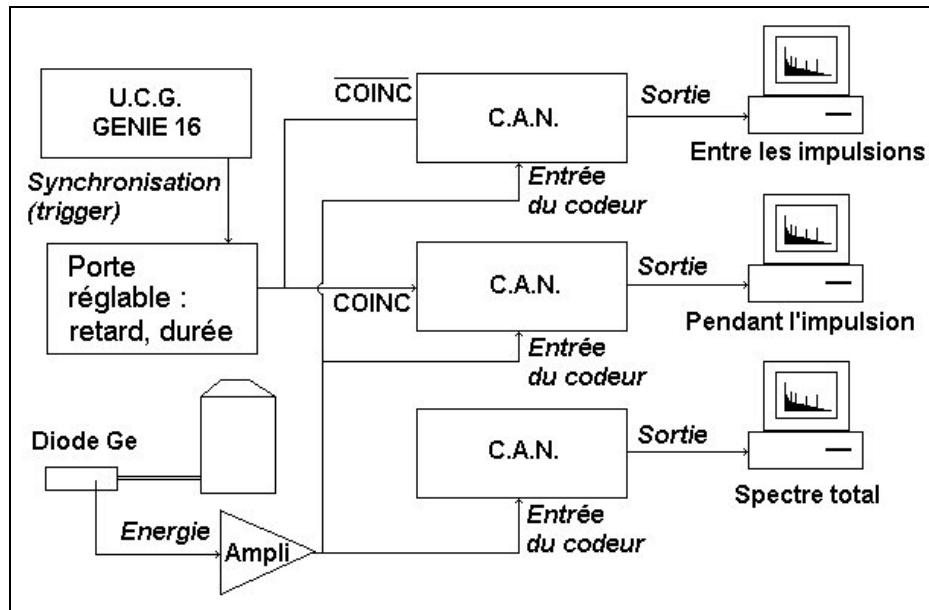 U.C.G.
GENIE 16
Synchronisation
(trigger)
Porte
réglable :
retard, durée
Diode Ge
Energie
Ampli
COINC
C.A.N.
Entrée
du codeur
Sortie
Entre les impulsions
COINC
C.A.N.
Entrée
du codeur
Sortie
Pendant l'impulsion
C.A.N.
Entrée
du codeur
Sortie
Spectre total